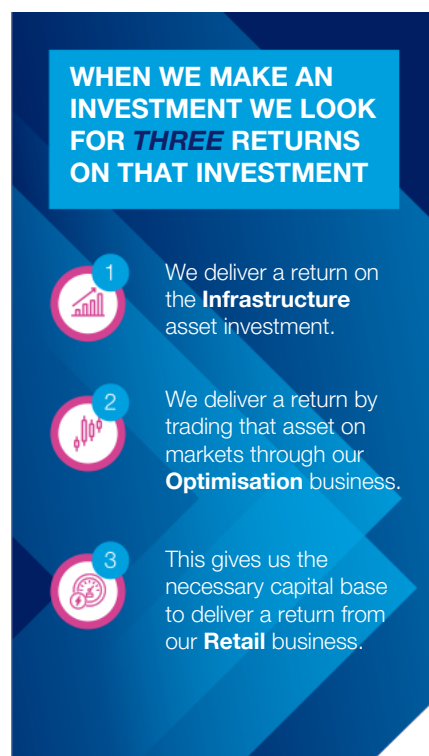 WHEN WE MAKE AN
INVESTMENT WE LOOK
FOR THREE RETURNS
ON THAT INVESTMENT
1
We deliver a return on
the Infrastructure
asset investment.
2
We deliver a return by
trading that asset on
markets through our
Optimisation business.
3
This gives us the
necessary capital base
to deliver a return from
our Retail business.